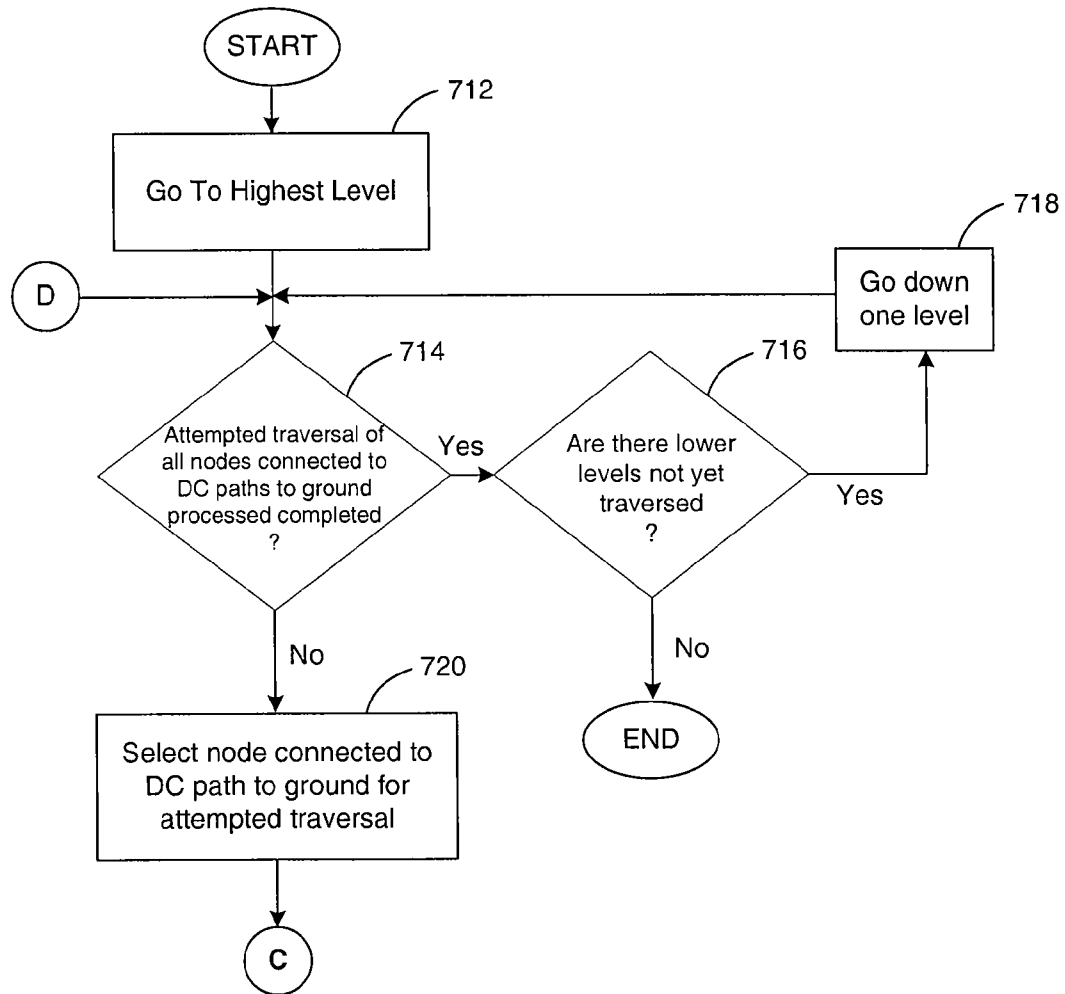 START
712
Go To Highest Level
718
D
Go down
one level
714
716
Attempted traversal of
all nodes connected to
DC paths to ground
processed completed
?
Yes
Are there lower
levels not yet
traversed
?
Yes
No
No
720
Select node connected to
DC path to ground for
attempted traversal
END
C